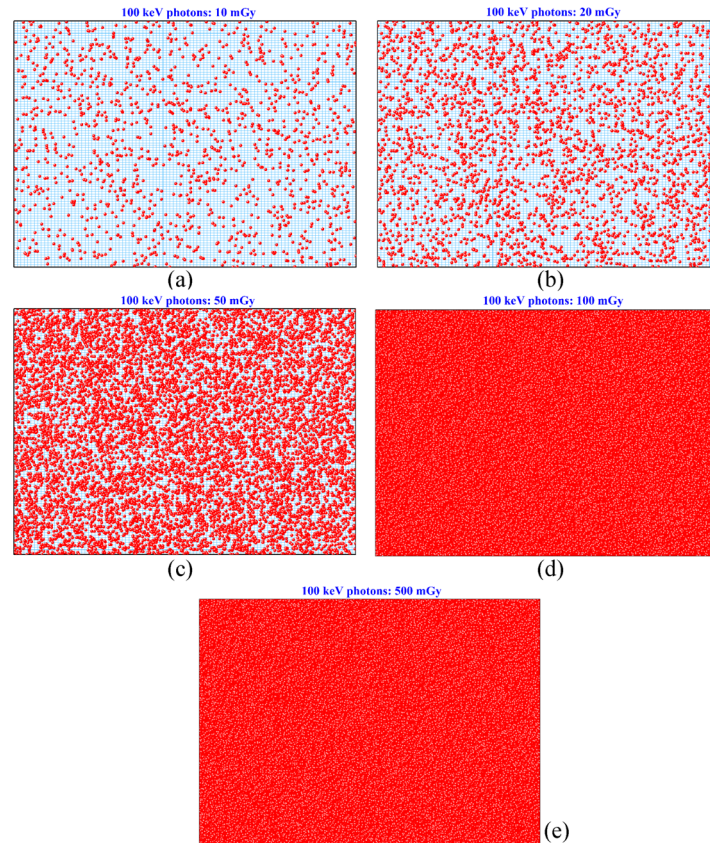 100 keV photons: 10 mGy
100 keV photons: 20 mGy
(a)
(b)
100 keV photons: 50 mGy
100 keV photons: 100 mGy
(c)
(d)
100 keV photons: 500 mGy
(e)